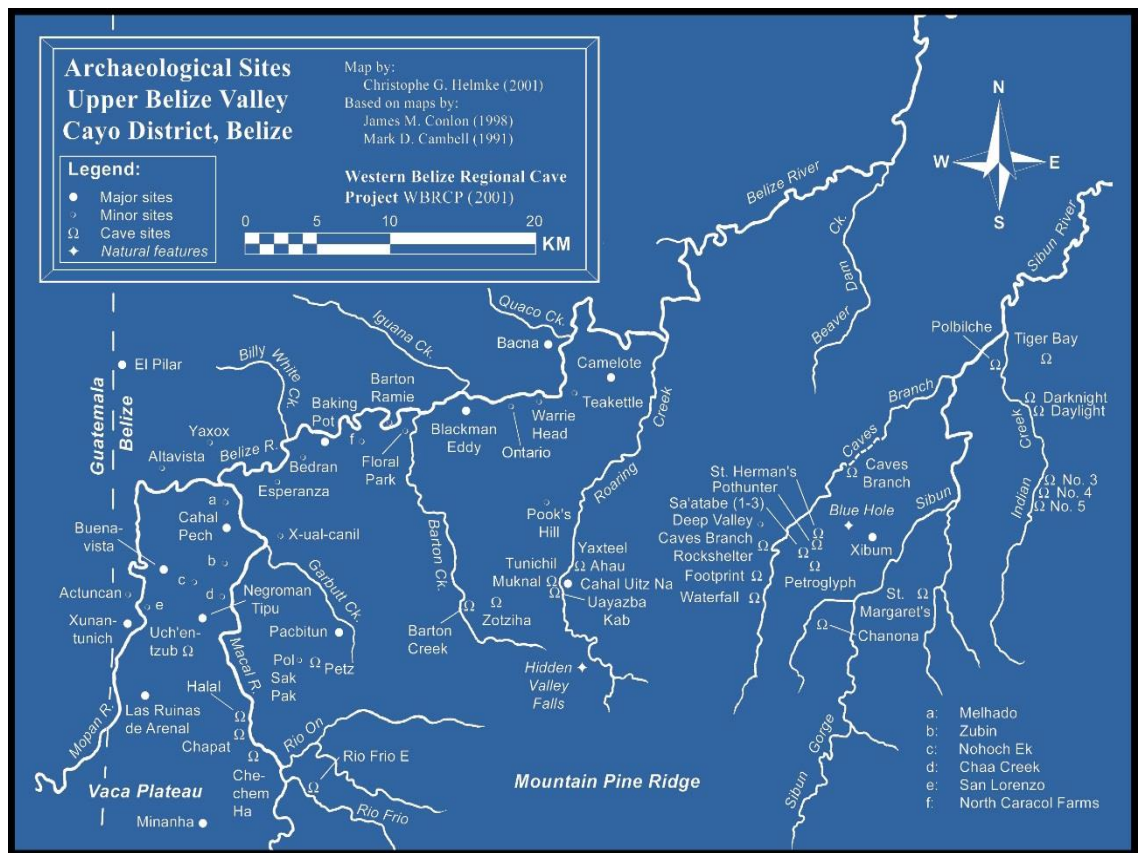 Archaeological Sites
Upper Belize Valley
Cayo District, Belize
Map by:
Christophe G. Helmke (2001)
Based on maps by:
James M. Conlon (1998)
Mark D. Cambell (1991)
Western Belize Regional Cave
Project WBRCP (2001)
Legend:
Major sites
Minor sites
Cave sites
Natural features
0 5 10 20
KM
N
W E
S
Belize River
Beaver Dam Ck.
Sibun River
Quaco Ck.
Iguana Ck.
Bacna
Polbilche
Tiger Bay
El Pilar
Billy White Ck.
Camelote
Guatemala
Belize
Barton
Ramie
Baking
Pot
Teakettle
Creek
Branch
Darknight
Daylight
Warrie
Head
Blackman
Eddy
Ontario
Yaxox
Altavista
Belize R.
f
Bedran
Floral
Park
Esperanza
Caves
Caves
Branch
Creek
Roaring
St. Herman's
Pothunter
Sa'atabe (1-3)
Deep Valley
Caves Branch
Rockshelter
Blue Hole
Sibun
Indian
No. 3
No. 4
No. 5
a
Cahal
Pech
Buena-
vista
X-ual-canil
Pook's
Hill
Xibum
b
c
d
e
Garbutt Ck.
Barton Ck.
Yaxteel
Ahau
Tunichil
Muknal
Cahal Uitz Na
Uayazba
Kab
Footprint
Petroglyph
Waterfall
St.
Margaret's
Chanona
Actuncan
Negroman
Tipu
Xunan-
tunich
Uch'en-
tzub
Pacbitun
Barton
Creek
Zotziha
Macal R.
Pol
Sak
Pak
Petz
Hidden
Valley
Falls
Halal
Las Ruinas
de Arenal
Mopan R.
Chapat
Rio On
Che-
chem
Ha
Rio Frio E
Vaca Plateau
Mountain Pine Ridge
Sibun Gorge
Rio Frio
Minanha
a: Melhado
b: Zubin
c: Nohoch Ek
d: Chaa Creek
e: San Lorenzo
f: North Caracol Farms